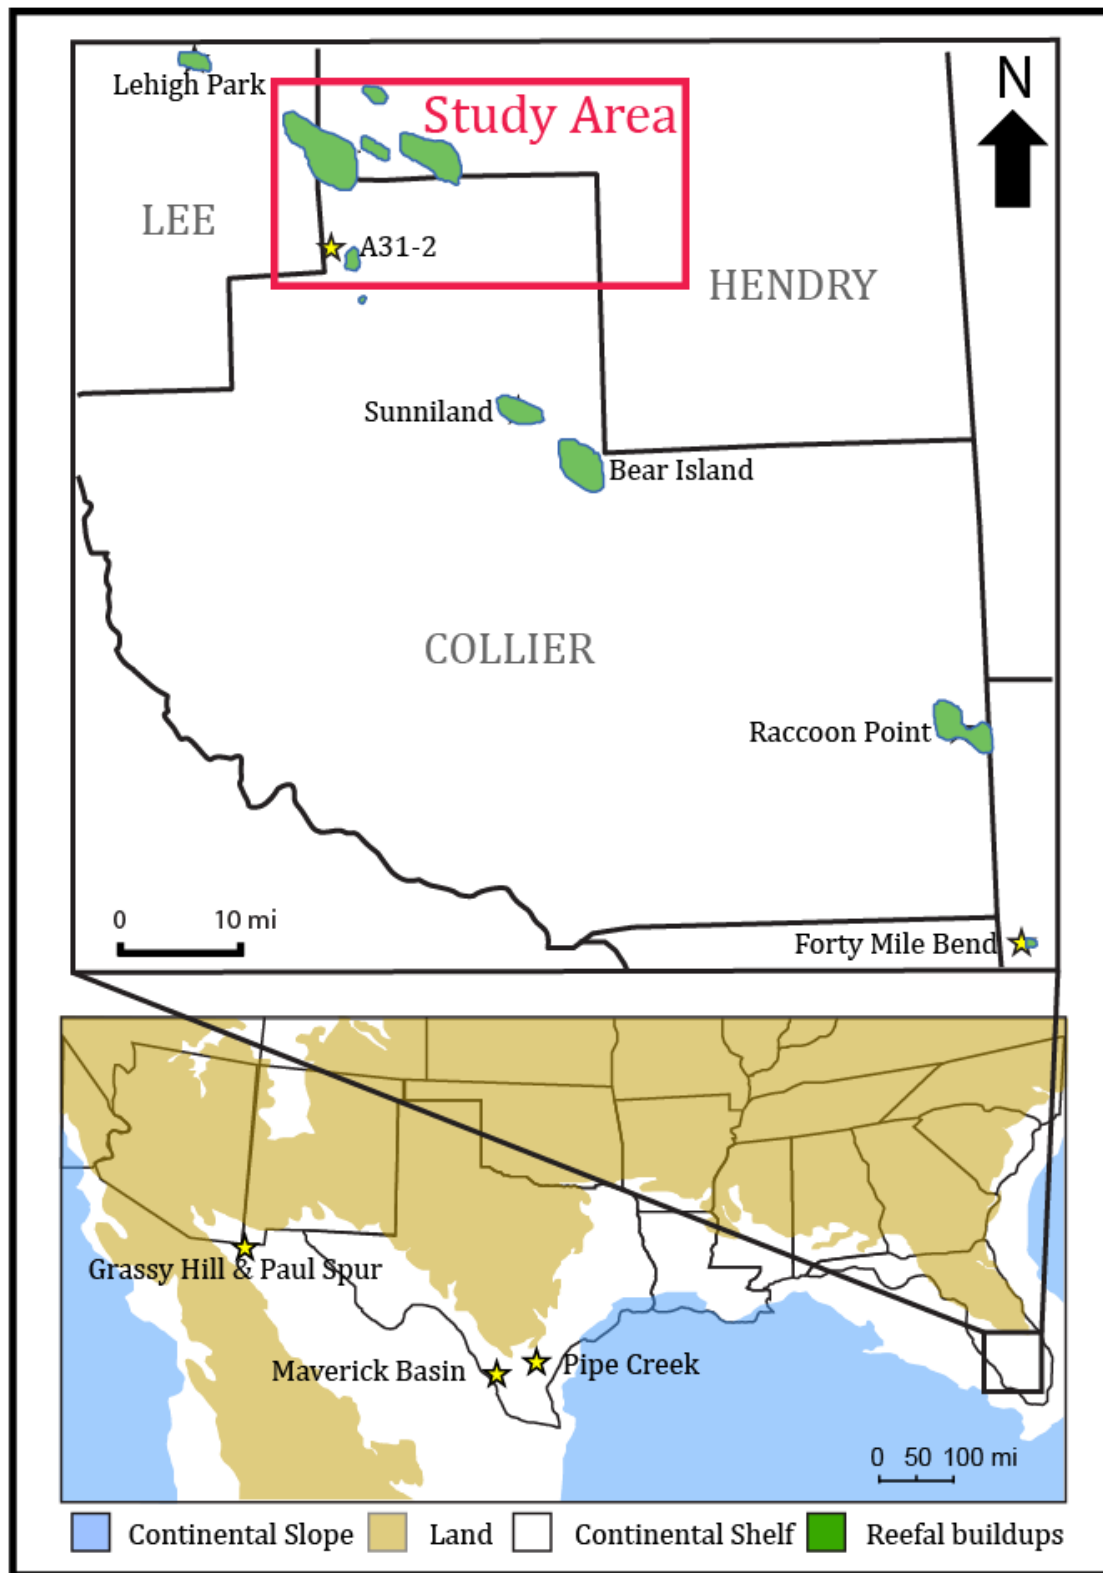 Lehigh Park
N
Study Area
LEE
A31-2
HENDRY
Sunniland
Bear Island
COLLIER
Raccoon Point
0 10 mi
Forty Mile Bend
Grassy Hill & Paul Spur
Maverick Basin
Pipe Creek
0 50 100 mi
Continental Slope Land Continental Shelf Reefal buildups